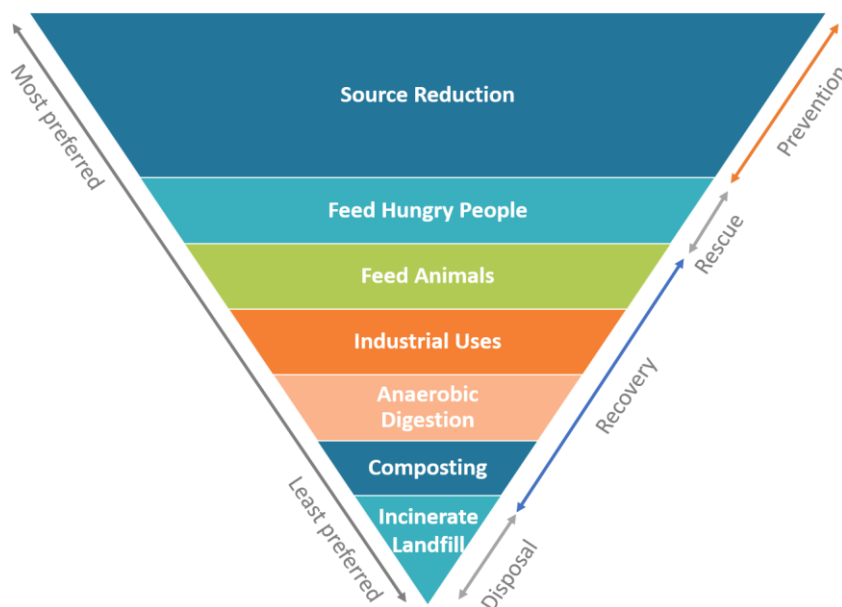 Most preferred
Source Reduction
Prevention
Feed Hungry People
Rescue
Feed Animals
Industrial Uses
Recovery
Anaerobic
Digestion
Composting
Least preferred
Incinerate
Landfill
Disposal